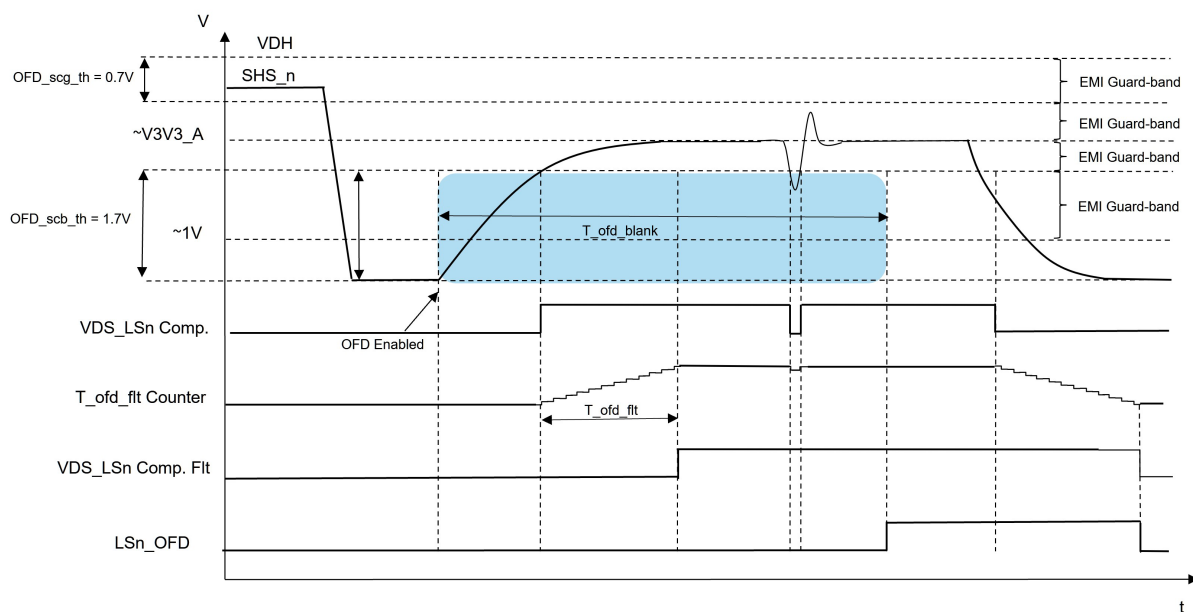 V
VDH
OFD_scg_th = 0.7V
SHS_n
EMI Guard-band
~V3V3_A
EMI Guard-band
EMI Guard-band
OFD_scb_th = 1.7V
EMI Guard-band
~1V
T_ofd_blank
VDS_LSn Comp.
OFD Enabled
T_ofd_flt Counter
T_ofd_flt
VDS_LSn Comp. Flt
LSn_OFD
t